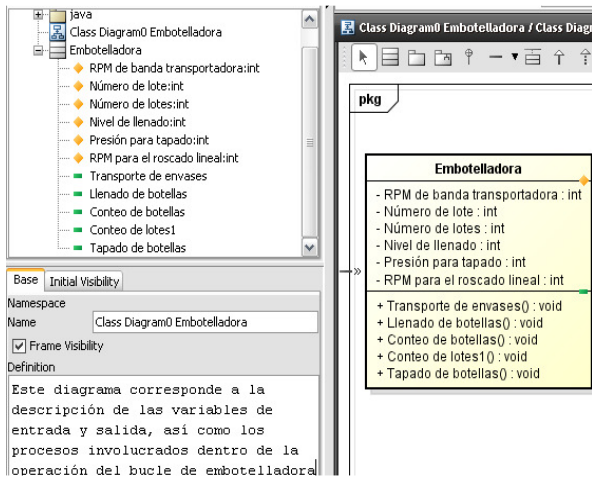 java
Class Diagram0 Embotelladora
Embotelladora
RPM de banda transportadora:int
Número de lote:int
Número de lotes:int
Nivel de llenado:int
Presión para tapado:int
RPM para el roscado lineal:int
Transporte de envases
Llenado de botellas
Conteo de botellas
Conteo de lotes1
Tapado de botellas
Base Initial Visibility
Namespace
Name Class Diagram0 Embotelladora
Frame Visibility
Definition
Este diagrama corresponde a la
descripción de las variables de
entrada y salida, así como los
procesos involucrados dentro de la
operación del bucle de embotelladora
Class Diagram0 Embotelladora / Class Diagr
pkg
Embotelladora
- RPM de banda transportadora : int
- Número de lote : int
- Número de lotes : int
- Nivel de llenado : int
- Presión para tapado : int
- RPM para el roscado lineal : int
+ Transporte de envases() : void
+ Llenado de botellas() : void
+ Conteo de botellas() : void
+ Conteo de lotes1() : void
+ Tapado de botellas() : void